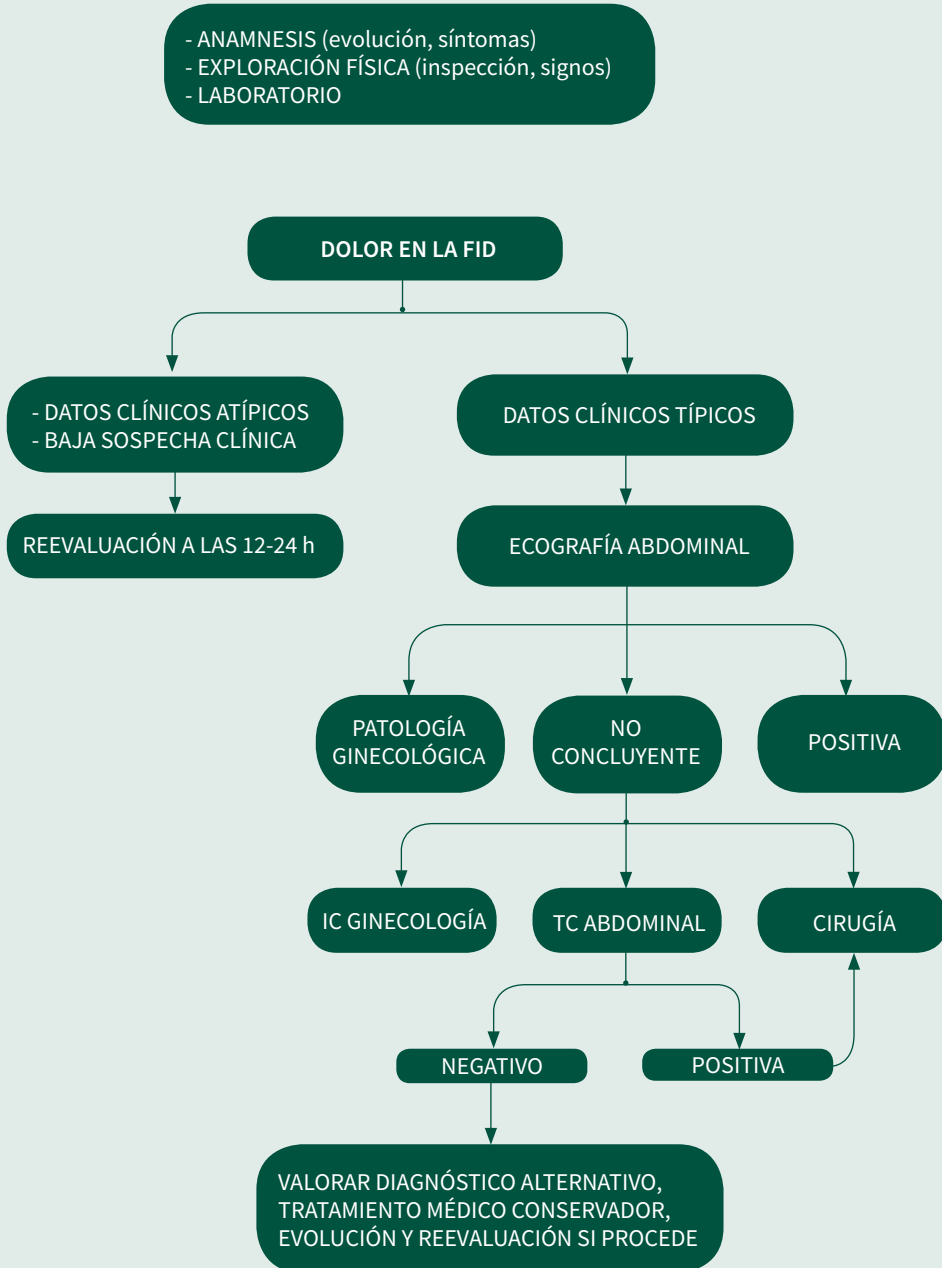 - ANAMNESIS (evolución, síntomas)
- EXPLORACIÓN FÍSICA (inspección, signos)
- LABORATORIO
DOLOR EN LA FID
- DATOS CLÍNICOS ATÍPICOS
- BAJA SOSPECHA CLÍNICA
DATOS CLÍNICOS TÍPICOS
REEVALUACIÓN A LAS 12-24 h
ECOGRAFÍA ABDOMINAL
PATOLOGÍA
GINECOLÓGICA
NO
CONCLUYENTE
POSITIVA
IC GINECOLOGÍA
TC ABDOMINAL
CIRUGÍA
NEGATIVO
POSITIVA
VALORAR DIAGNÓSTICO ALTERNATIVO,
TRATAMIENTO MÉDICO CONSERVADOR,
EVOLUCIÓN Y REEVALUACIÓN SI PROCEDE